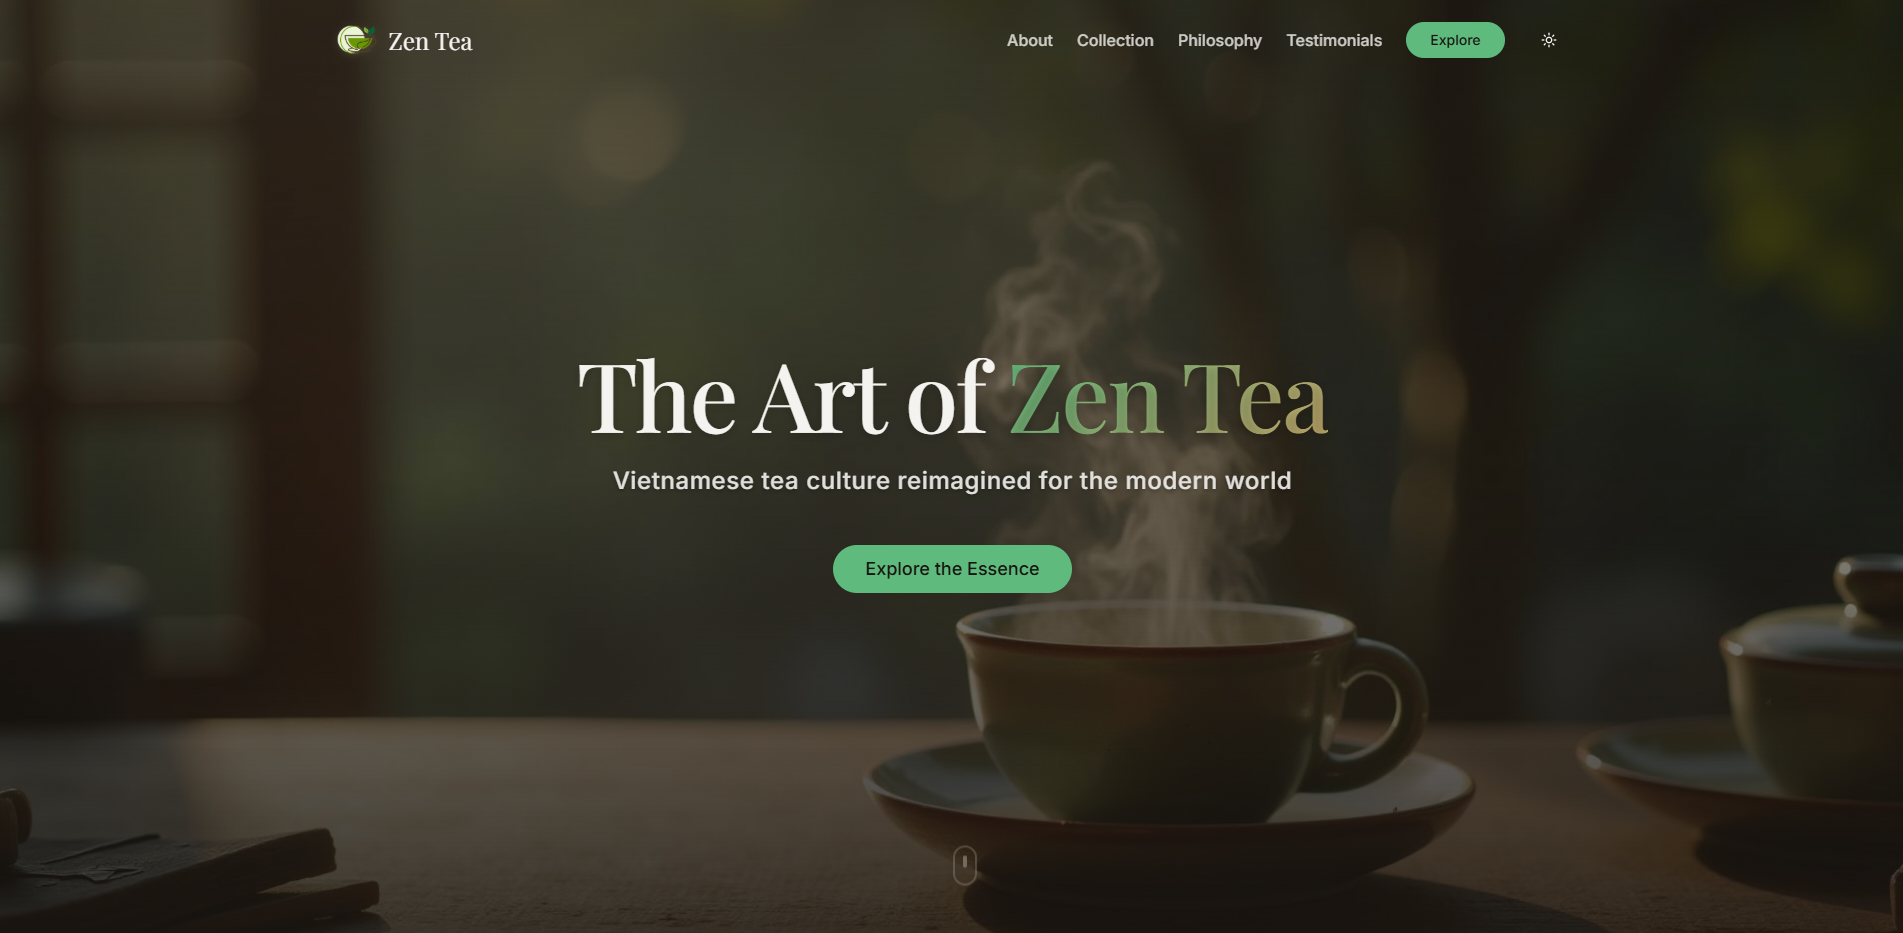 Zen Tea
About Collection Philosophy Testimonials Explore
The Art of Zen Tea
Vietnamese tea culture reimagined for the modern world
Explore the Essence